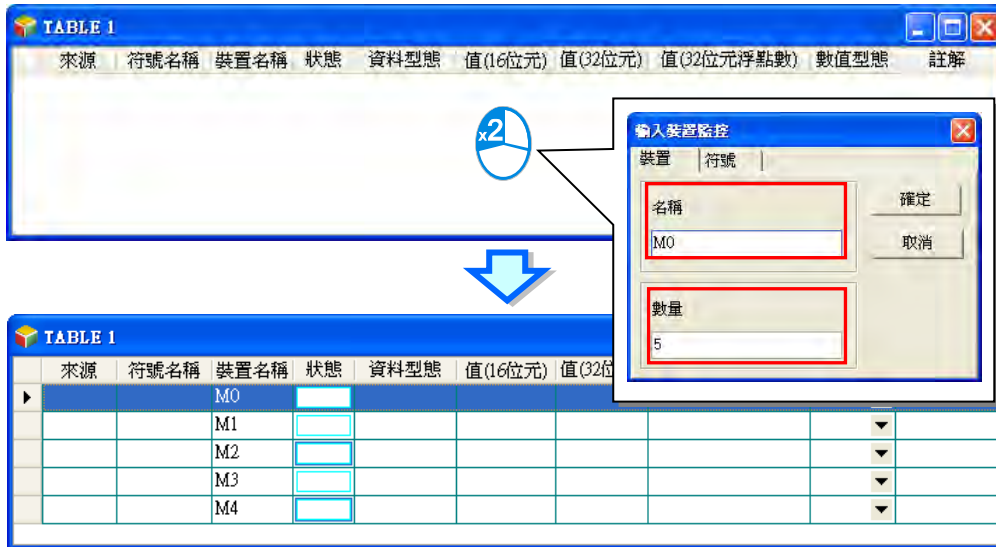 TABLE 1
來源 符號名稱 裝置名稱 狀態 資料型態 值(16位元) 值(32位元) 值(32位元浮點數) 數值型態 註解
x2
輸入裝置監控
裝置 符號
名稱
確定
M0
取消
數量
5
TABLE 1
來源 符號名稱 裝置名稱 狀態 資料型態 值(16位元) 值(32位
M0
M1
M2
M3
M4